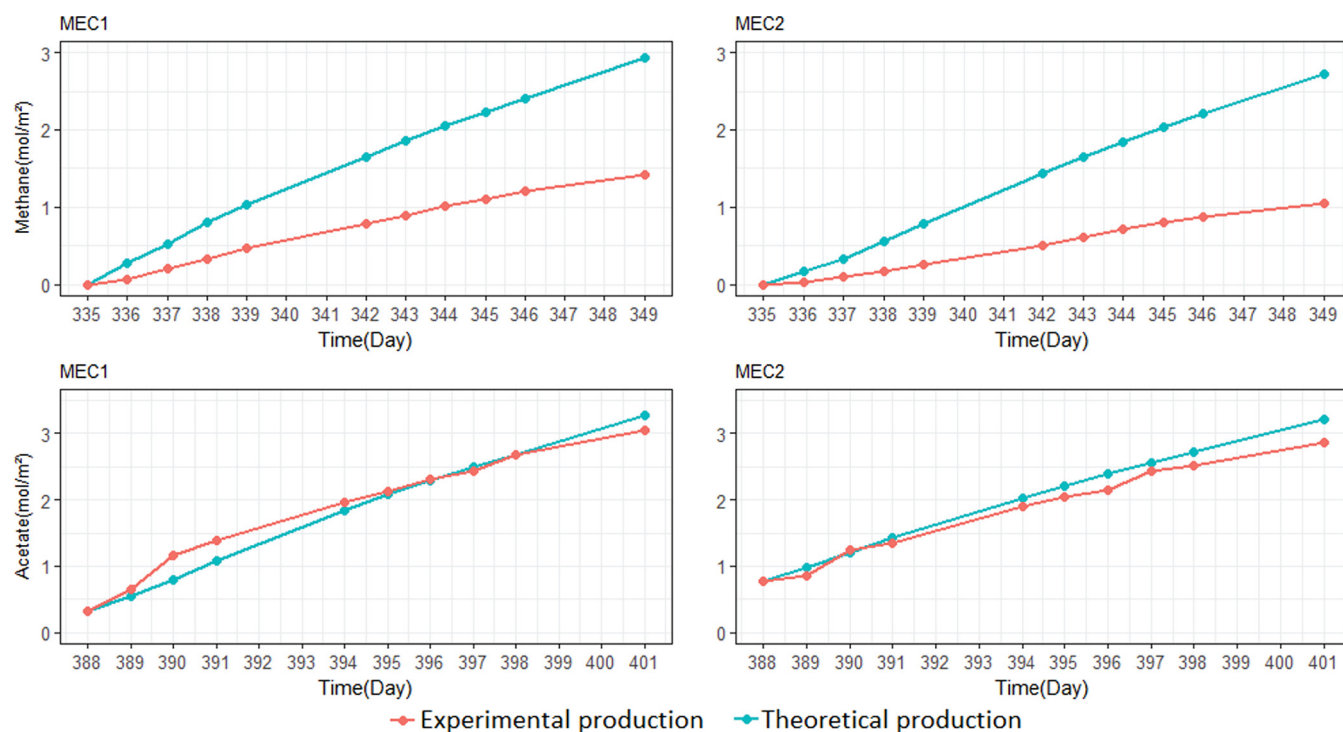 MEC1
MEC2
Methane(mol/m²)
3
2
1
0
335 336 337 338 339 340 341 342 343 344 345 346 347 348 349
Time(Day)
3
2
1
0
335 336 337 338 339 340 341 342 343 344 345 346 347 348 349
Time(Day)
MEC1
MEC2
Acetate(mol/m²)
3
2
1
0
388 389 390 391 392 393 394 395 396 397 398 399 400 401
Time(Day)
3
2
1
0
388 389 390 391 392 393 394 395 396 397 398 399 400 401
Time(Day)
Experimental production Theoretical production